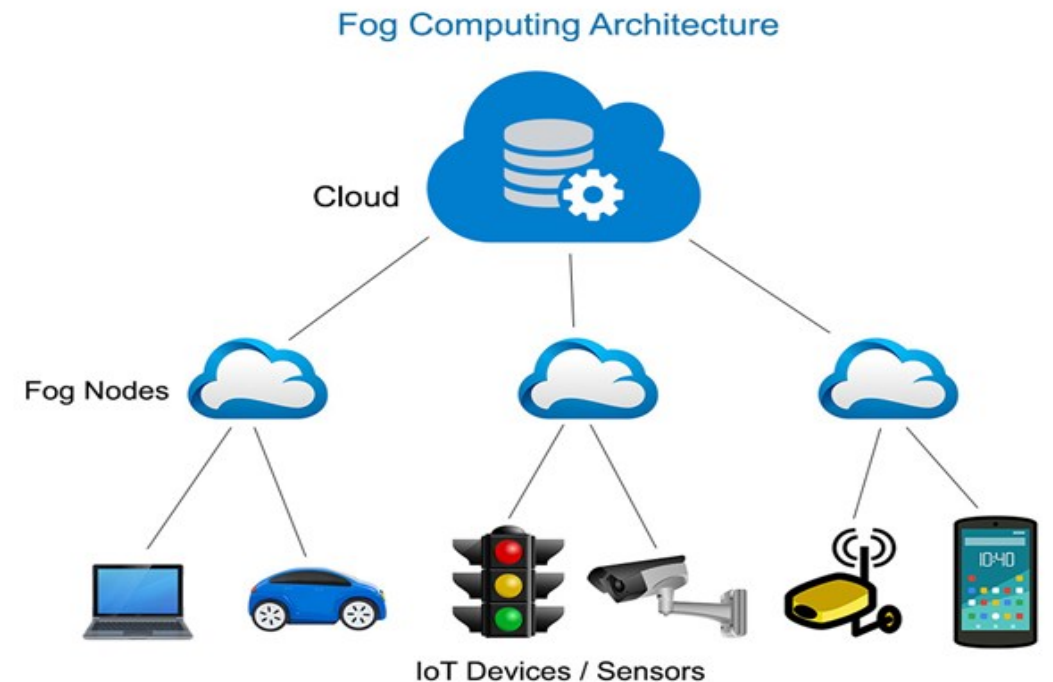 Fog Computing Architecture
Cloud
Fog Nodes
10:40
IoT Devices / Sensors